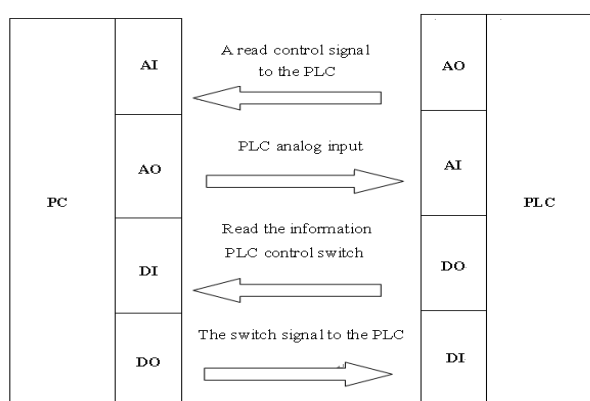 AI
A read control signal
to the PLC
AO
PLC analog input
AO
AI
PC
PLC
Read the information
PLC control switch
DI
DO
The switch signal to the PLC
DO
DI